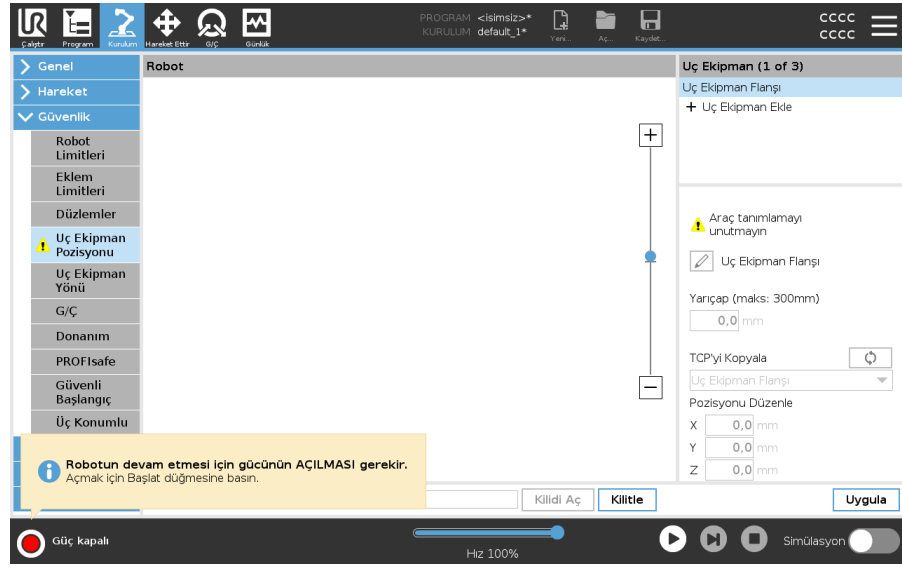 PROGRAM <isimsiz>*
KURULUM default_1*
Çalıştır
Program
Kurulum
Hareket Ettir
G/Ç
Günlük
Yeni...
Aç...
Kaydet...
cccc
cccc
Genel
Hareket
Güvenlik
Robot
Limitleri
Eklem
Limitleri
Düzlemler
Uç Ekipman
Pozisyonu
Uç Ekipman
Yönü
G/Ç
Donanım
PROFIsafe
Güvenli
Başlangıç
Üç Konumlu
Robot
Uç Ekipman (1 of 3)
Uç Ekipman Flanşı
+ Uç Ekipman Ekle
Araç tanımlamayı
unutmayın
Uç Ekipman Flanşı
Yarıçap (maks: 300mm)
0,0 mm
TCP'yi Kopyala
Uç Ekipman Flanşı
Pozisyonu Düzenle
X 0,0 mm
Y 0,0 mm
Z 0,0 mm
Robotun devam etmesi için gücünün AÇILMASI gerekir.
Açmak için Başlat düğmesine basın.
Kilidi Aç
Kilitle
Uygula
Güç kapalı
Hız 100%
Simülasyon